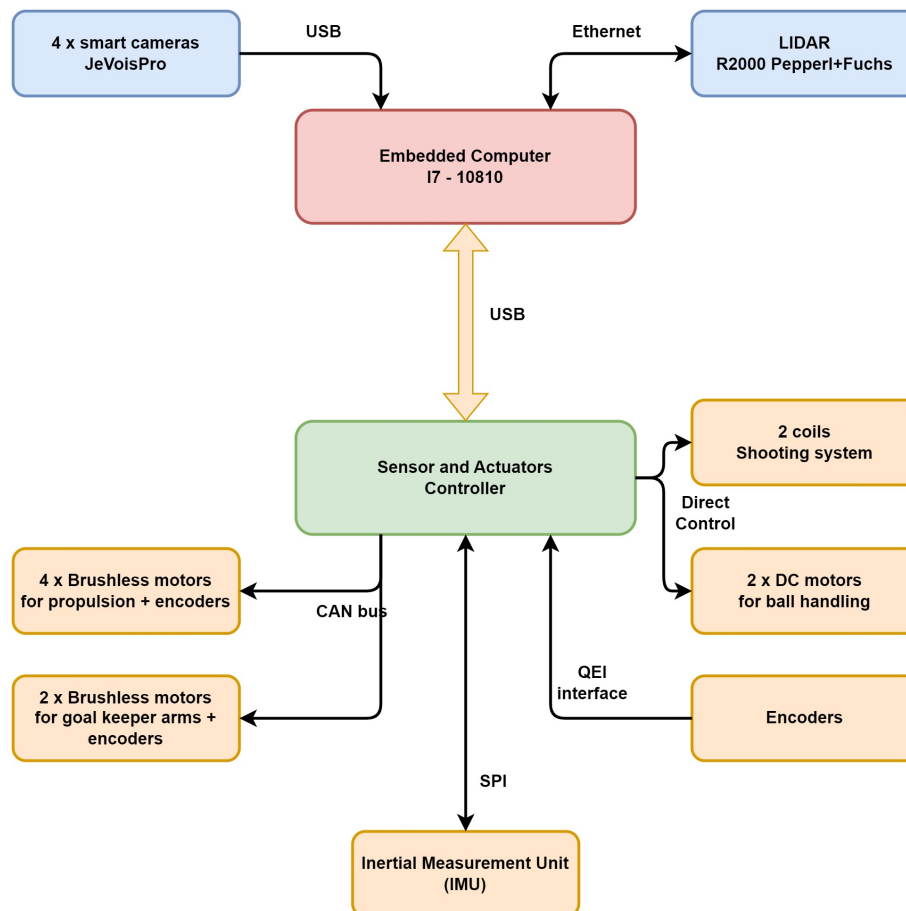 4 x smart cameras
JeVoisPro
USB
Ethernet
LIDAR
R2000 Pepperl+Fuchs
Embedded Computer
I7 - 10810
USB
Sensor and Actuators
Controller
2 coils
Shooting system
Direct
Control
4 x Brushless motors
for propulsion + encoders
CAN bus
2 x DC motors
for ball handling
2 x Brushless motors
for goal keeper arms +
encoders
QEI
interface
Encoders
SPI
Inertial Measurement Unit
(IMU)